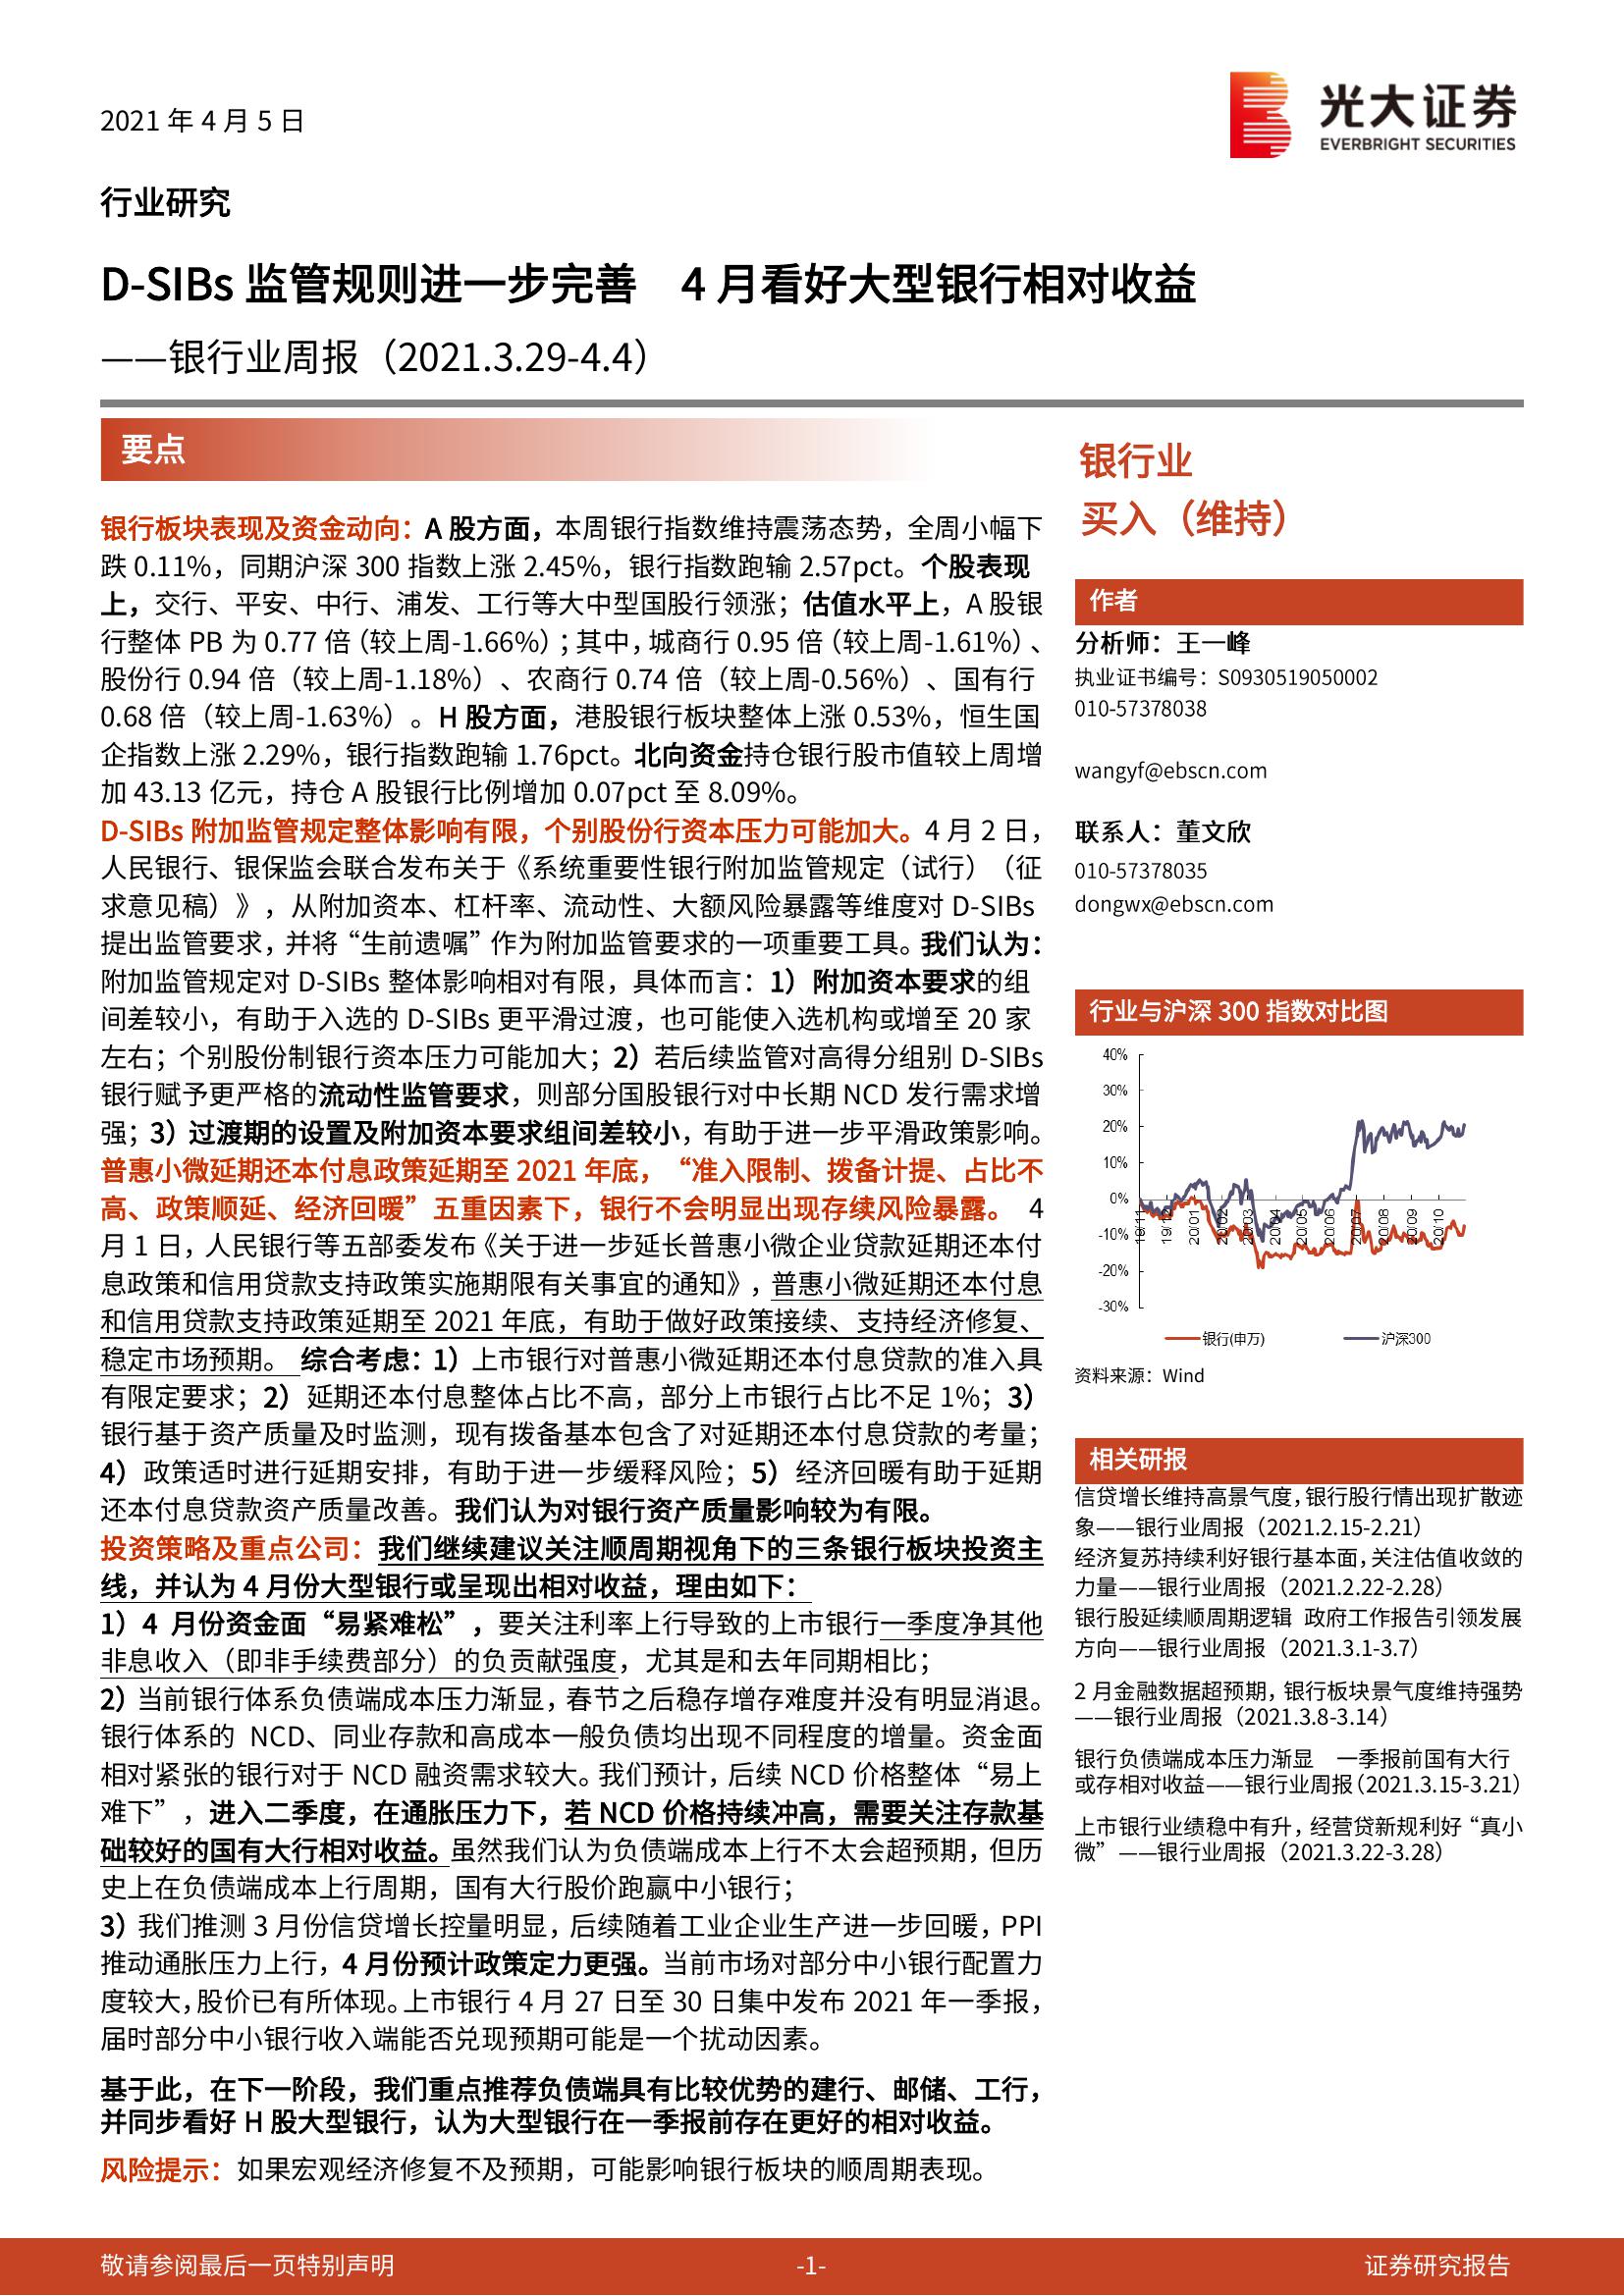 2021 年 4 月 5 日
光大证券
EVERBRIGHT SECURITIES
行业研究
D-SIBs 监管规则进一步完善　4 月看好大型银行相对收益
——银行业周报（2021.3.29-4.4）
要点
银行板块表现及资金动向：A 股方面，本周银行指数维持震荡态势，全周小幅下
跌 0.11%，同期沪深 300 指数上涨 2.45%，银行指数跑输 2.57pct。个股表现
上，交行、平安、中行、浦发、工行等大中型国股行领涨；估值水平上，A 股银
行整体 PB 为 0.77 倍（较上周-1.66%）；其中，城商行 0.95 倍（较上周-1.61%）、
股份行 0.94 倍（较上周-1.18%）、农商行 0.74 倍（较上周-0.56%）、国有行
0.68 倍（较上周-1.63%）。H 股方面，港股银行板块整体上涨 0.53%，恒生国
企指数上涨 2.29%，银行指数跑输 1.76pct。北向资金持仓银行股市值较上周增
加 43.13 亿元，持仓 A 股银行比例增加 0.07pct 至 8.09%。
D-SIBs 附加监管规定整体影响有限，个别股份行资本压力可能加大。4 月 2 日，
人民银行、银保监会联合发布关于《系统重要性银行附加监管规定（试行）（征
求意见稿）》，从附加资本、杠杆率、流动性、大额风险暴露等维度对 D-SIBs
提出监管要求，并将“生前遗嘱”作为附加监管要求的一项重要工具。我们认为：
附加监管规定对 D-SIBs 整体影响相对有限，具体而言：1）附加资本要求的组
间差较小，有助于入选的 D-SIBs 更平滑过渡，也可能使入选机构或增至 20 家
左右；个别股份制银行资本压力可能加大；2）若后续监管对高得分组别 D-SIBs
银行赋予更严格的流动性监管要求，则部分国股银行对中长期 NCD 发行需求增
强；3）过渡期的设置及附加资本要求组间差较小，有助于进一步平滑政策影响。
普惠小微延期还本付息政策延期至 2021 年底，“准入限制、拨备计提、占比不
高、政策顺延、经济回暖”五重因素下，银行不会明显出现存续风险暴露。 4
月 1 日，人民银行等五部委发布《关于进一步延长普惠小微企业贷款延期还本付
息政策和信用贷款支持政策实施期限有关事宜的通知》，普惠小微延期还本付息
和信用贷款支持政策延期至 2021 年底，有助于做好政策接续、支持经济修复、
稳定市场预期。 综合考虑：1）上市银行对普惠小微延期还本付息贷款的准入具
有限定要求；2）延期还本付息整体占比不高，部分上市银行占比不足 1%；3）
银行基于资产质量及时监测，现有拨备基本包含了对延期还本付息贷款的考量；
4）政策适时进行延期安排，有助于进一步缓释风险；5）经济回暖有助于延期
还本付息贷款资产质量改善。我们认为对银行资产质量影响较为有限。
投资策略及重点公司：我们继续建议关注顺周期视角下的三条银行板块投资主
线，并认为 4 月份大型银行或呈现出相对收益，理由如下：
1）4 月份资金面“易紧难松”，要关注利率上行导致的上市银行一季度净其他
非息收入（即非手续费部分）的负贡献强度，尤其是和去年同期相比；
2）当前银行体系负债端成本压力渐显，春节之后稳存增存难度并没有明显消退。
银行体系的 NCD、同业存款和高成本一般负债均出现不同程度的增量。资金面
相对紧张的银行对于 NCD 融资需求较大。我们预计，后续 NCD 价格整体“易上
难下”，进入二季度，在通胀压力下，若 NCD 价格持续冲高，需要关注存款基
础较好的国有大行相对收益。虽然我们认为负债端成本上行不太会超预期，但历
史上在负债端成本上行周期，国有大行股价跑赢中小银行；
3）我们推测 3 月份信贷增长控量明显，后续随着工业企业生产进一步回暖，PPI
推动通胀压力上行，4 月份预计政策定力更强。当前市场对部分中小银行配置力
度较大，股价已有所体现。上市银行 4 月 27 日至 30 日集中发布 2021 年一季报，
届时部分中小银行收入端能否兑现预期可能是一个扰动因素。
基于此，在下一阶段，我们重点推荐负债端具有比较优势的建行、邮储、工行，
并同步看好 H 股大型银行，认为大型银行在一季报前存在更好的相对收益。
风险提示：如果宏观经济修复不及预期，可能影响银行板块的顺周期表现。
银行业
买入（维持）
作者
分析师：王一峰
执业证书编号：S0930519050002
010-57378038
wangyf@ebscn.com
联系人：董文欣
010-57378035
dongwx@ebscn.com
行业与沪深 300 指数对比图
40%
30%
20%
10%
0%
-10%
-20%
-30%
19/11 19/12 20/01 20/02 20/03 20/04 20/05 20/06 20/07 20/08 20/09 20/10
银行(申万) 沪深300
资料来源：Wind
相关研报
信贷增长维持高景气度，银行股行情出现扩散迹
象——银行业周报（2021.2.15-2.21）
经济复苏持续利好银行基本面，关注估值收敛的
力量——银行业周报（2021.2.22-2.28）
银行股延续顺周期逻辑 政府工作报告引领发展
方向——银行业周报（2021.3.1-3.7）
2 月金融数据超预期，银行板块景气度维持强势
——银行业周报（2021.3.8-3.14）
银行负债端成本压力渐显　一季报前国有大行
或存相对收益——银行业周报（2021.3.15-3.21）
上市银行业绩稳中有升，经营贷新规利好“真小
微”——银行业周报（2021.3.22-3.28）
敬请参阅最后一页特别声明
-1-
证券研究报告